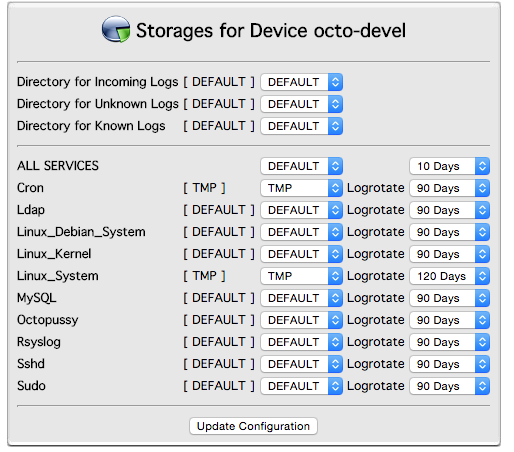 Storages for Device octo-devel
Directory for Incoming Logs [ DEFAULT ] DEFAULT
Directory for Unknown Logs [ DEFAULT ] DEFAULT
Directory for Known Logs [ DEFAULT ] DEFAULT
ALL SERVICES DEFAULT 10 Days
Cron [ TMP ] TMP Logrotate 90 Days
Ldap [ DEFAULT ] DEFAULT Logrotate 90 Days
Linux_Debian_System [ DEFAULT ] DEFAULT Logrotate 90 Days
Linux_Kernel [ DEFAULT ] DEFAULT Logrotate 90 Days
Linux_System [ TMP ] TMP Logrotate 120 Days
MySQL [ DEFAULT ] DEFAULT Logrotate 90 Days
Octopussy [ DEFAULT ] DEFAULT Logrotate 90 Days
Rsyslog [ DEFAULT ] DEFAULT Logrotate 90 Days
Sshd [ DEFAULT ] DEFAULT Logrotate 90 Days
Sudo [ DEFAULT ] DEFAULT Logrotate 90 Days
Update Configuration